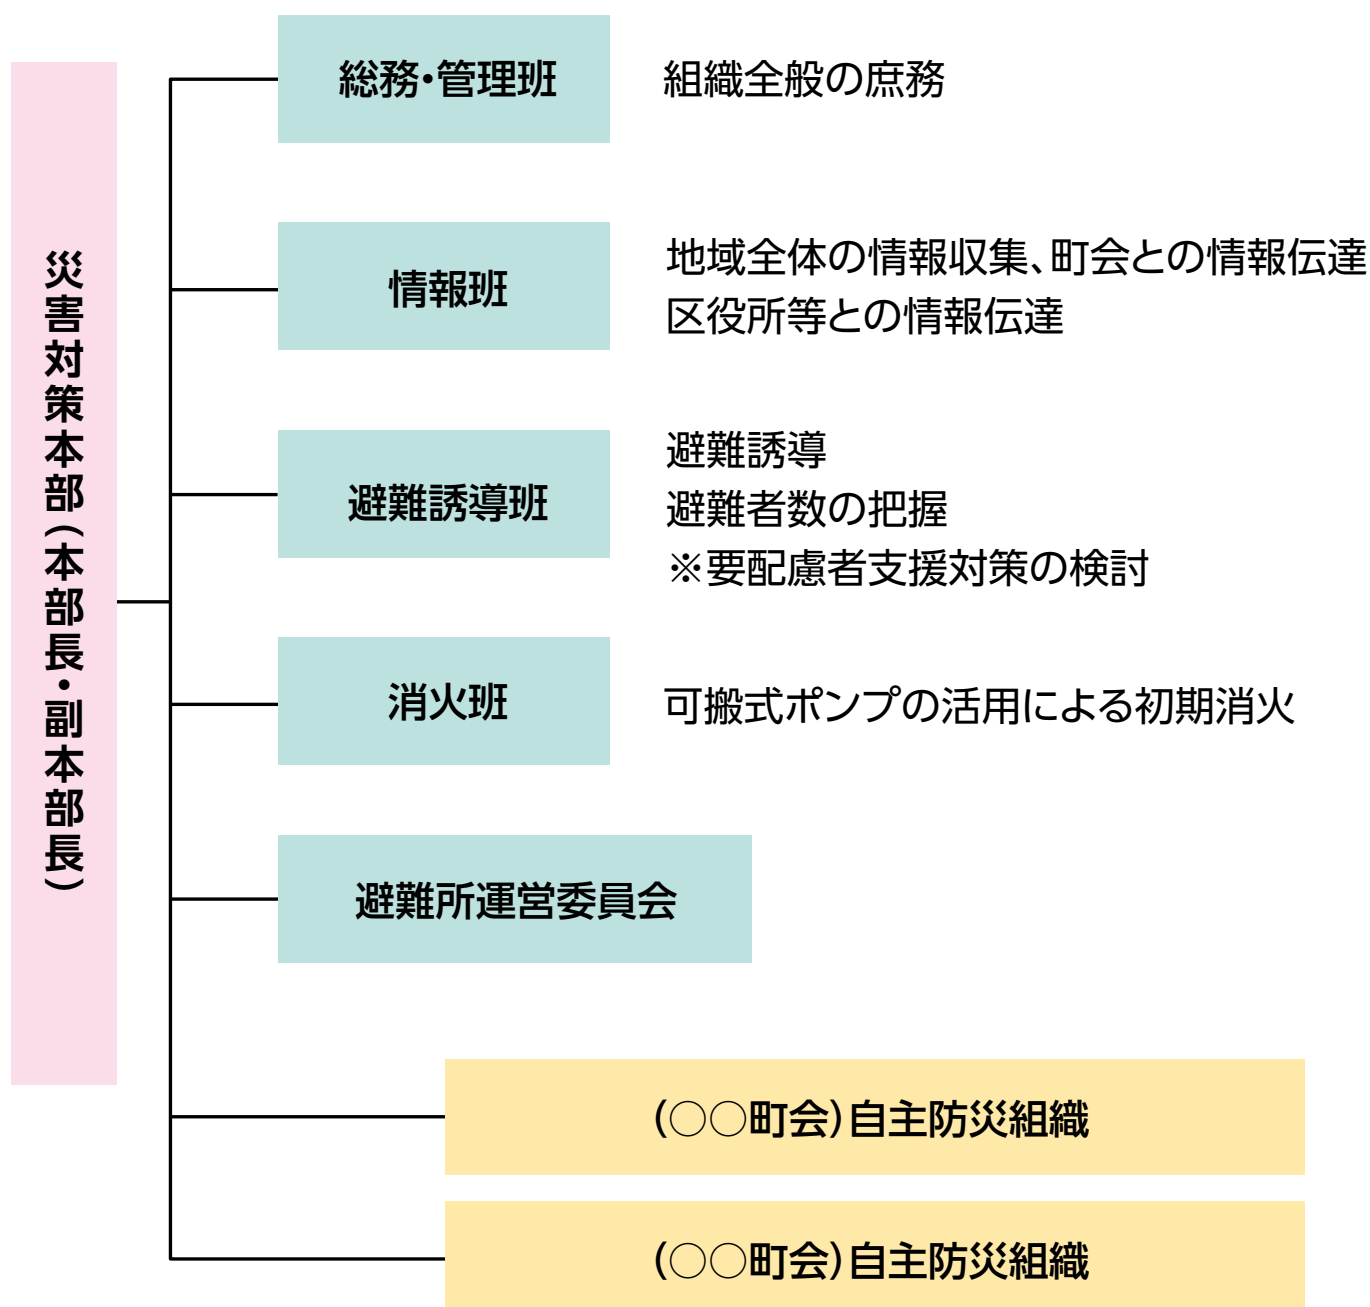 災害対策本部（本部長・副本部長）
総務・管理班
組織全般の庶務
情報班
地域全体の情報収集、町会との情報伝達
区役所等との情報伝達
避難誘導班
避難誘導
避難者数の把握
※要配慮者支援対策の検討
消火班
可搬式ポンプの活用による初期消火
避難所運営委員会
（○○町会）自主防災組織
（○○町会）自主防災組織